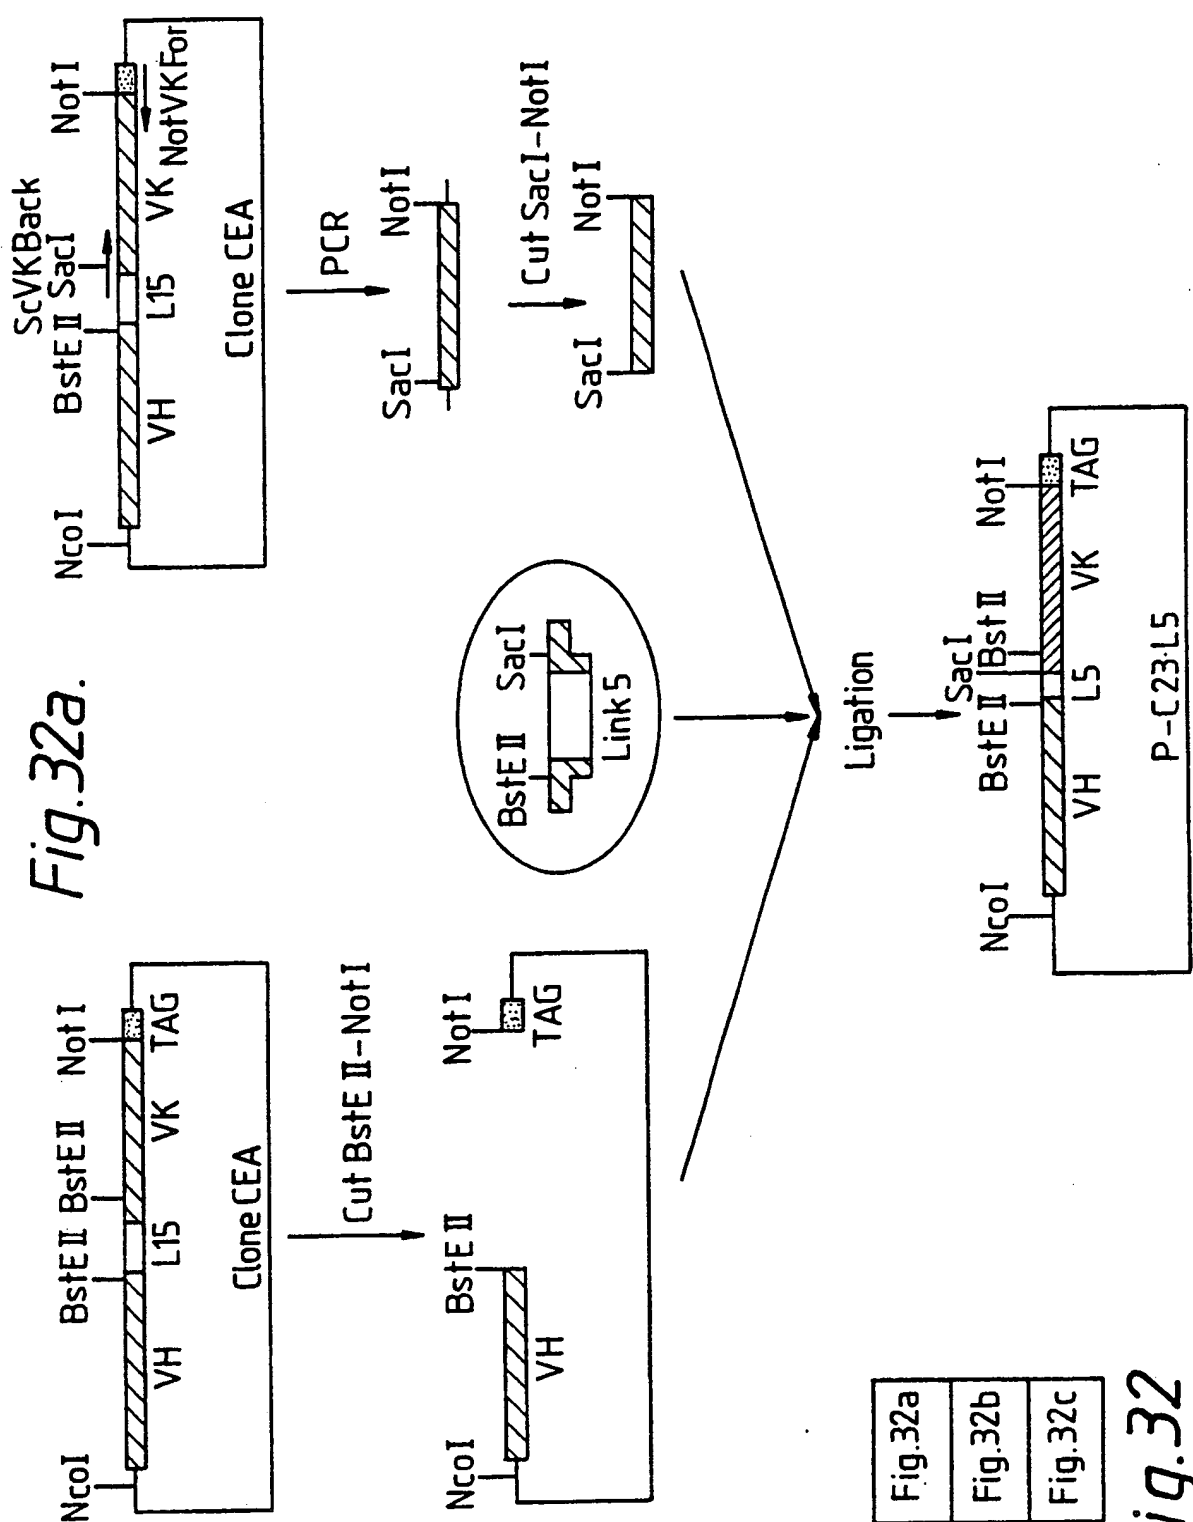 Fig.32a.
NcoI
BstE II
BstE II
NotI
VH
L15
VK
TAG
Clone CEA
Cut BstE II–NotI
NcoI
BstE II
NotI
VH
TAG
ScVKBack
NcoI
BstE II
SacI
NotI
VH
L15
VK
NotVKFor
Clone CEA
PCR
SacI
NotI
Cut SacI–NotI
SacI
NotI
BstE II
SacI
Link 5
Ligation
NcoI
BstE II
SacI
Bst II
NotI
VH
L5
VK
TAG
P–C23·L5
Fig.32a
Fig.32b
Fig.32c
ig.32